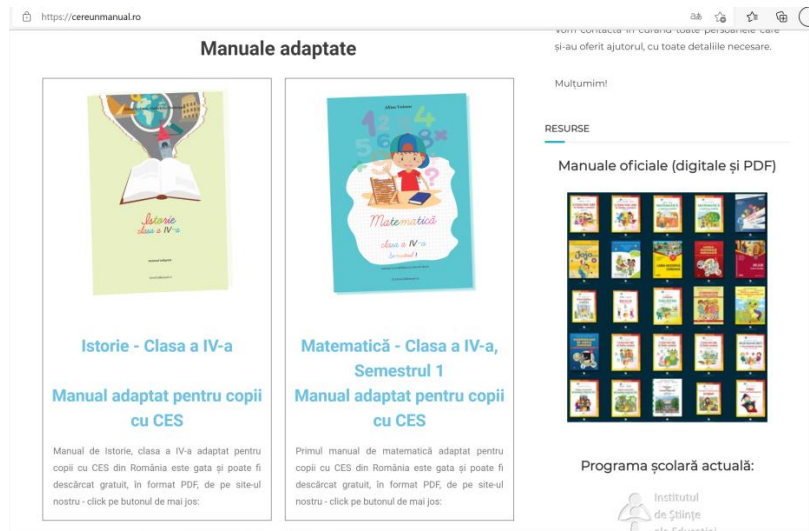 https://cereunmanual.ro
Manuale adaptate
Istorie
clasa a IV-a
Matematică
clasa a IV-a
Semestrul 1
Istorie - Clasa a IV-a
Manual adaptat pentru copii
cu CES
Manual de Istorie, clasa a IV-a adaptat pentru
copii cu CES din România este gata și poate fi
descărcat gratuit, în format PDF, de pe site-ul
nostru - click pe butonul de mai jos:
Matematică - Clasa a IV-a,
Semestrul 1
Manual adaptat pentru copii
cu CES
Primul manual de matematică adaptat pentru
copii cu CES din România este gata și poate fi
descărcat gratuit, în format PDF, de pe site-ul
nostru - click pe butonul de mai jos:
Vom contacta în curând toate persoanele care
și-au oferit ajutorul, cu toate detaliile necesare.
Mulțumim!
RESURSE
Manuale oficiale (digitale și PDF)
Programa școlară actuală:
Institutul
de Științe
ale Educației